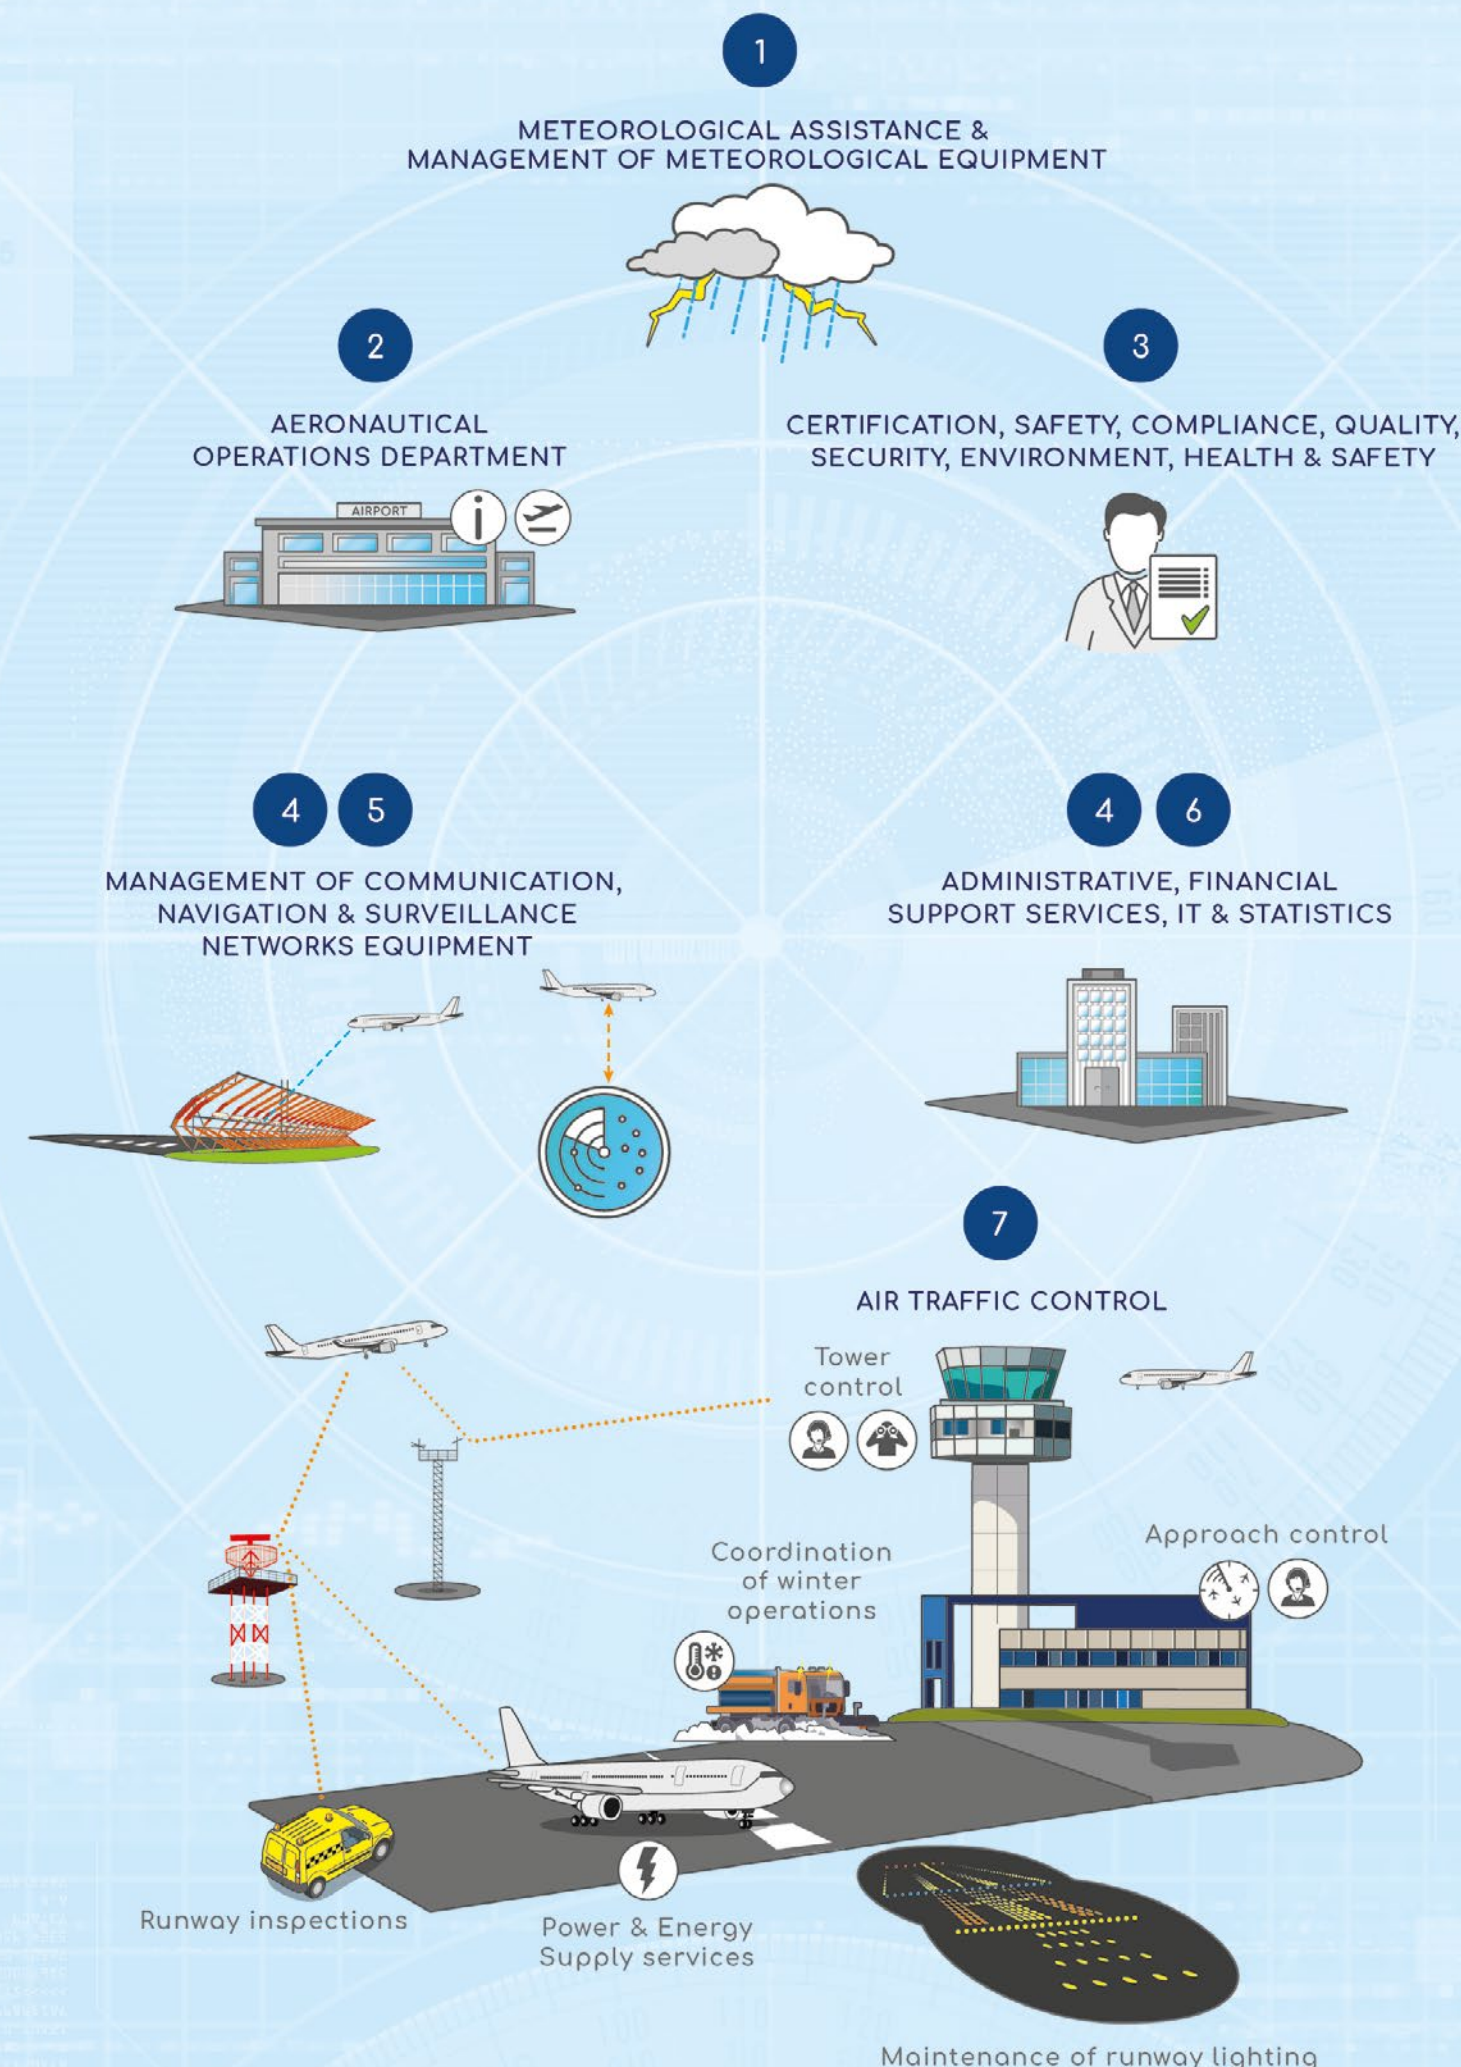 1
METEOROLOGICAL ASSISTANCE &
MANAGEMENT OF METEOROLOGICAL EQUIPMENT
2
AERONAUTICAL
OPERATIONS DEPARTMENT
AIRPORT
3
CERTIFICATION, SAFETY, COMPLIANCE, QUALITY,
SECURITY, ENVIRONMENT, HEALTH & SAFETY
4 5
MANAGEMENT OF COMMUNICATION,
NAVIGATION & SURVEILLANCE
NETWORKS EQUIPMENT
4 6
ADMINISTRATIVE, FINANCIAL
SUPPORT SERVICES, IT & STATISTICS
7
AIR TRAFFIC CONTROL
Tower
control
Approach control
Coordination
of winter
operations
Runway inspections
Power & Energy
Supply services
Maintenance of runway lighting